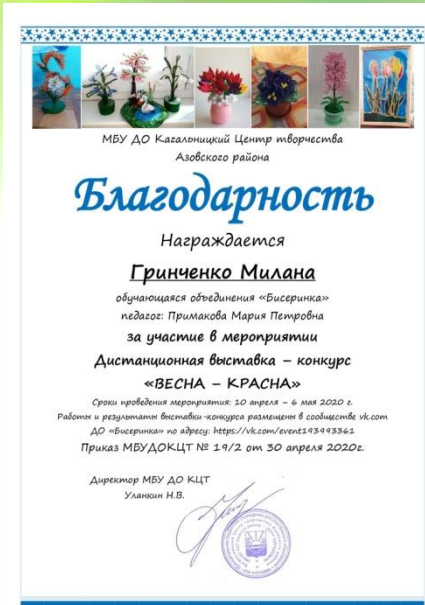 МБУ ДО Кагальницкий Центр творчества
Азовского района
Благодарность
Награждается
Гринченко Милана
обучающаяся объединения «Бисеринка»
педагог: Примакова Мария Петровна
за участие в мероприятии
Дистанционная выставка – конкурс
«ВЕСНА – КРАСНА»
Сроки проведения мероприятия: 10 апреля – 6 мая 2020 г.
Работы и результаты выставки -конкурса размещены в сообществе vk.com
ДО «Бисеринка» по адресу: https://vk.com/event193993361
Приказ МБУДОКЦТ № 19/2 от 30 апреля 2020г.
Директор МБУ ДО КЦТ
Уланкин Н.В.